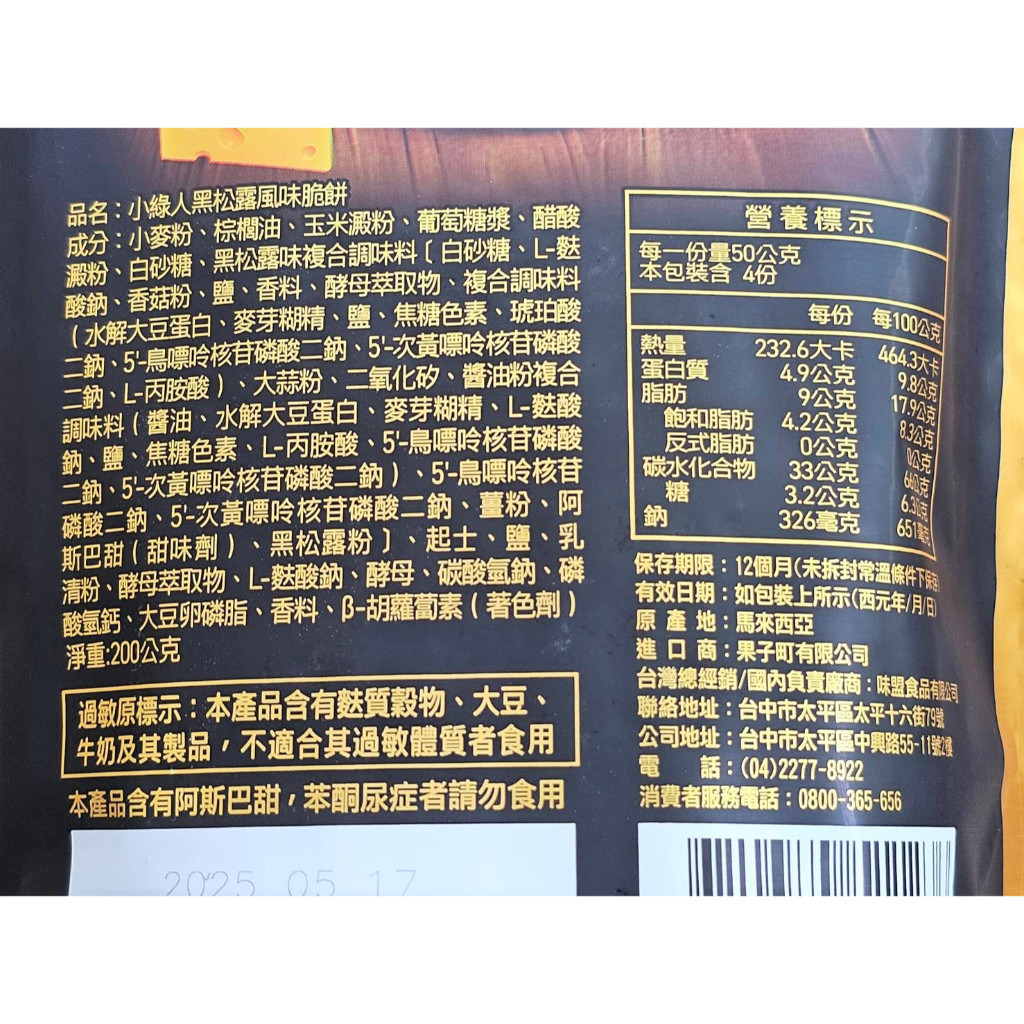 品名：小綠人黑松露風味脆餅
成分：小麥粉、棕櫚油、玉米澱粉、葡萄糖漿、醋酸
澱粉、白砂糖、黑松露味複合調味料〔白砂糖、L-麩
酸鈉、香菇粉、鹽、香料、酵母萃取物、複合調味料
（水解大豆蛋白、麥芽糊精、鹽、焦糖色素、琥珀酸
二鈉、5'-鳥嘌呤核苷磷酸二鈉、5'-次黃嘌呤核苷磷酸
二鈉、L-丙胺酸）、大蒜粉、二氧化矽、醬油粉複合
調味料（醬油、水解大豆蛋白、麥芽糊精、L-麩酸
鈉、鹽、焦糖色素、L-丙胺酸、5'-鳥嘌呤核苷磷酸
二鈉、5'-次黃嘌呤核苷磷酸二鈉）、5'-鳥嘌呤核苷
磷酸二鈉、5'-次黃嘌呤核苷磷酸二鈉、薑粉、阿
斯巴甜（甜味劑）、黑松露粉〕、起士、鹽、乳
清粉、酵母萃取物、L-麩酸鈉、酵母、碳酸氫鈉、磷
酸氫鈣、大豆卵磷脂、香料、β-胡蘿蔔素（著色劑）
淨重:200公克
過敏原標示：本產品含有麩質穀物、大豆、
牛奶及其製品，不適合其過敏體質者食用
本產品含有阿斯巴甜，苯酮尿症者請勿食用
2025 05 17
營養標示
每一份量50公克
本包裝含 4份
每份 每100公克
熱量 232.6大卡 464.3大卡
蛋白質 4.9公克 9.8公克
脂肪 9公克 17.9公克
飽和脂肪 4.2公克 8.3公克
反式脂肪 0公克 0公克
碳水化合物 33公克 66公克
糖 3.2公克 6.3公克
鈉 326毫克 651毫克
保存期限：12個月(未拆封常溫條件下保存)
有效日期：如包裝上所示(西元年/月/日)
原產地：馬來西亞
進口商：果子町有限公司
台灣總經銷/國內負責廠商：味盟食品有限公司
聯絡地址：台中市太平區太平十六街79號
公司地址：台中市太平區中興路55-11號2樓
電話：(04)2277-8922
消費者服務電話：0800-365-656